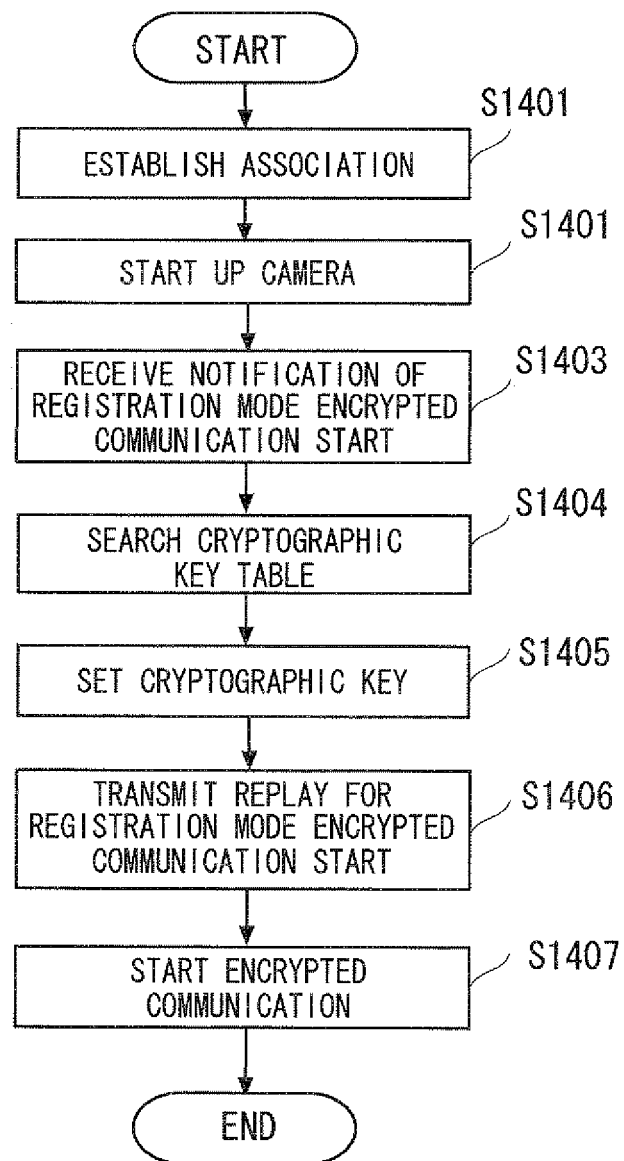 START
S1401
ESTABLISH ASSOCIATION
S1401
START UP CAMERA
S1403
RECEIVE NOTIFICATION OF
REGISTRATION MODE ENCRYPTED
COMMUNICATION START
S1404
SEARCH CRYPTOGRAPHIC
KEY TABLE
S1405
SET CRYPTOGRAPHIC KEY
S1406
TRANSMIT REPLAY FOR
REGISTRATION MODE ENCRYPTED
COMMUNICATION START
S1407
START ENCRYPTED
COMMUNICATION
END